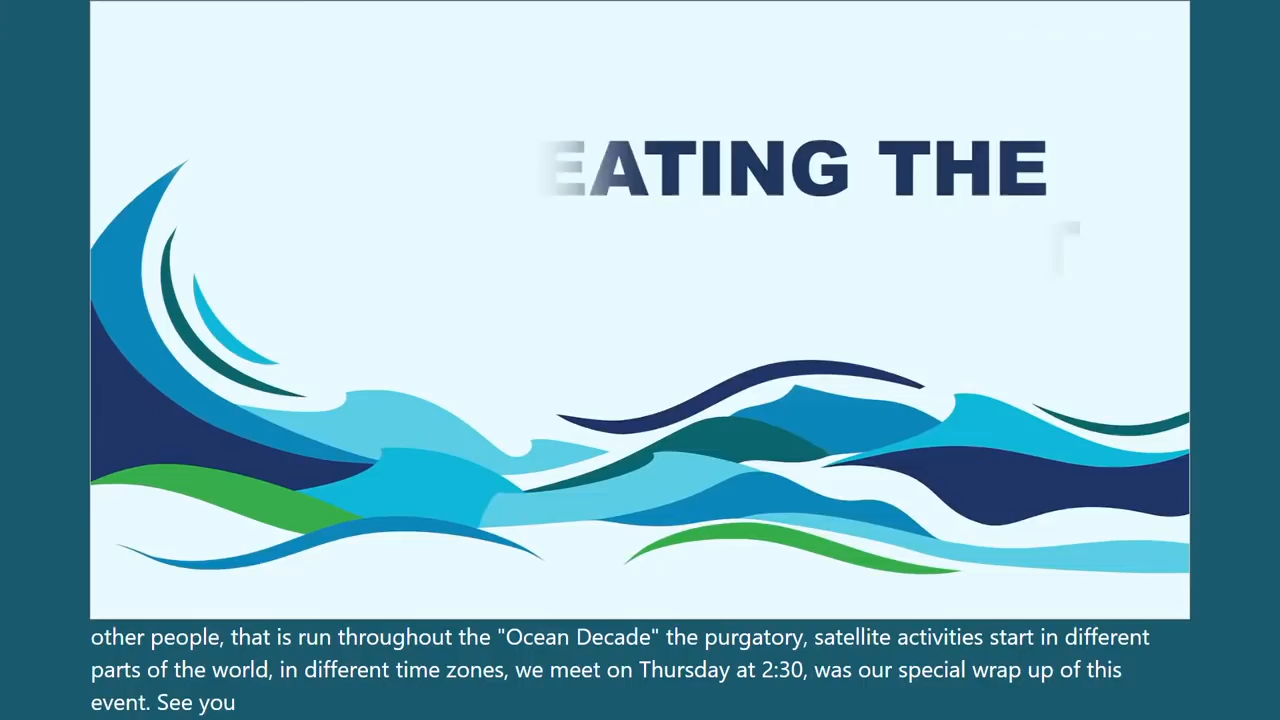 EATING THE
other people, that is run throughout the "Ocean Decade" the purgatory, satellite activities start in different
parts of the world, in different time zones, we meet on Thursday at 2:30, was our special wrap up of this
event. See you